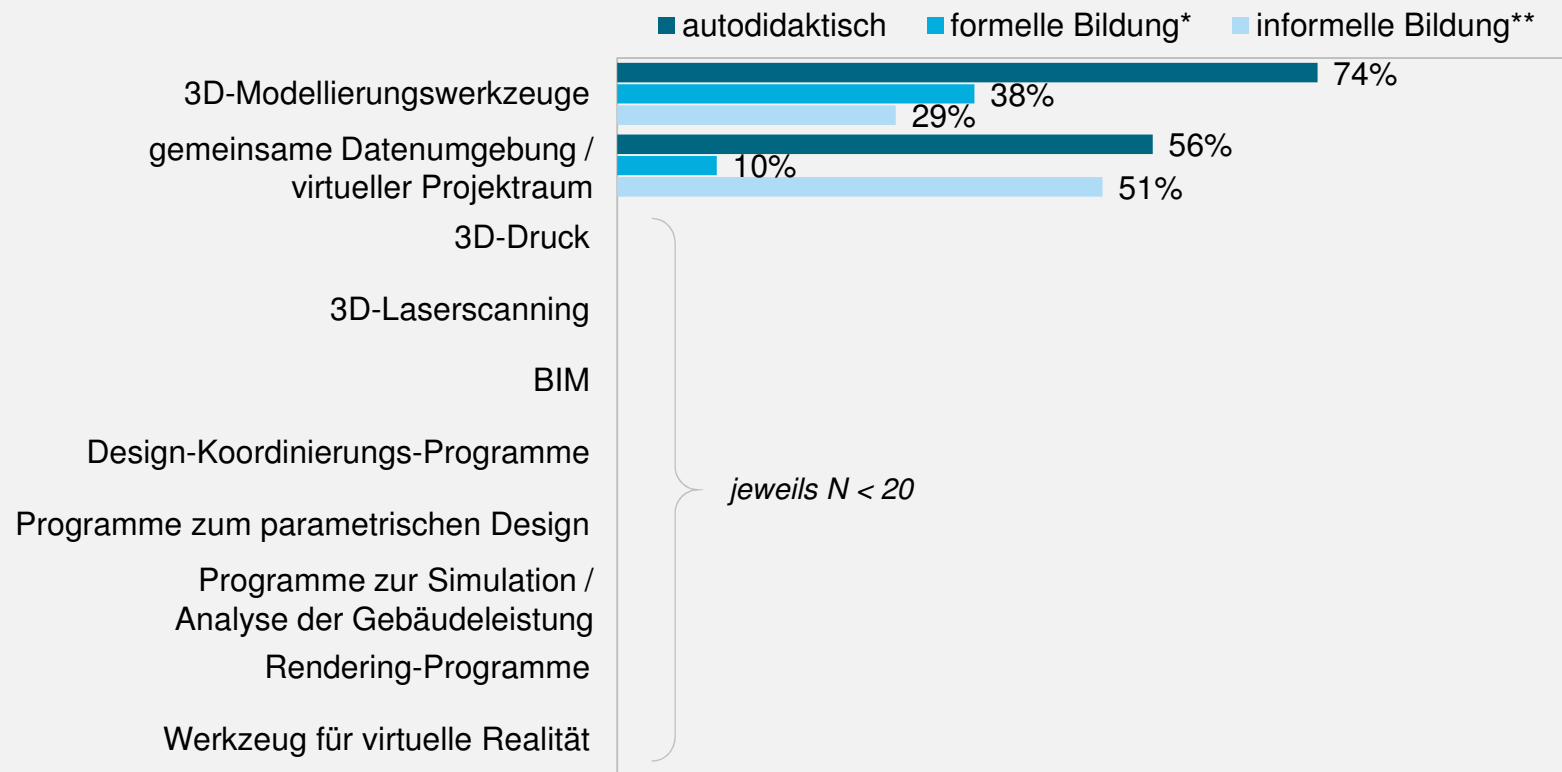 autodidaktisch formelle Bildung* informelle Bildung**
3D-Modellierungswerkzeuge
74%
38%
29%
gemeinsame Datenumgebung /
virtueller Projektraum
56%
10%
51%
3D-Druck
3D-Laserscanning
BIM
Design-Koordinierungs-Programme
jeweils N < 20
Programme zum parametrischen Design
Programme zur Simulation /
Analyse der Gebäudeleistung
Rendering-Programme
Werkzeug für virtuelle Realität